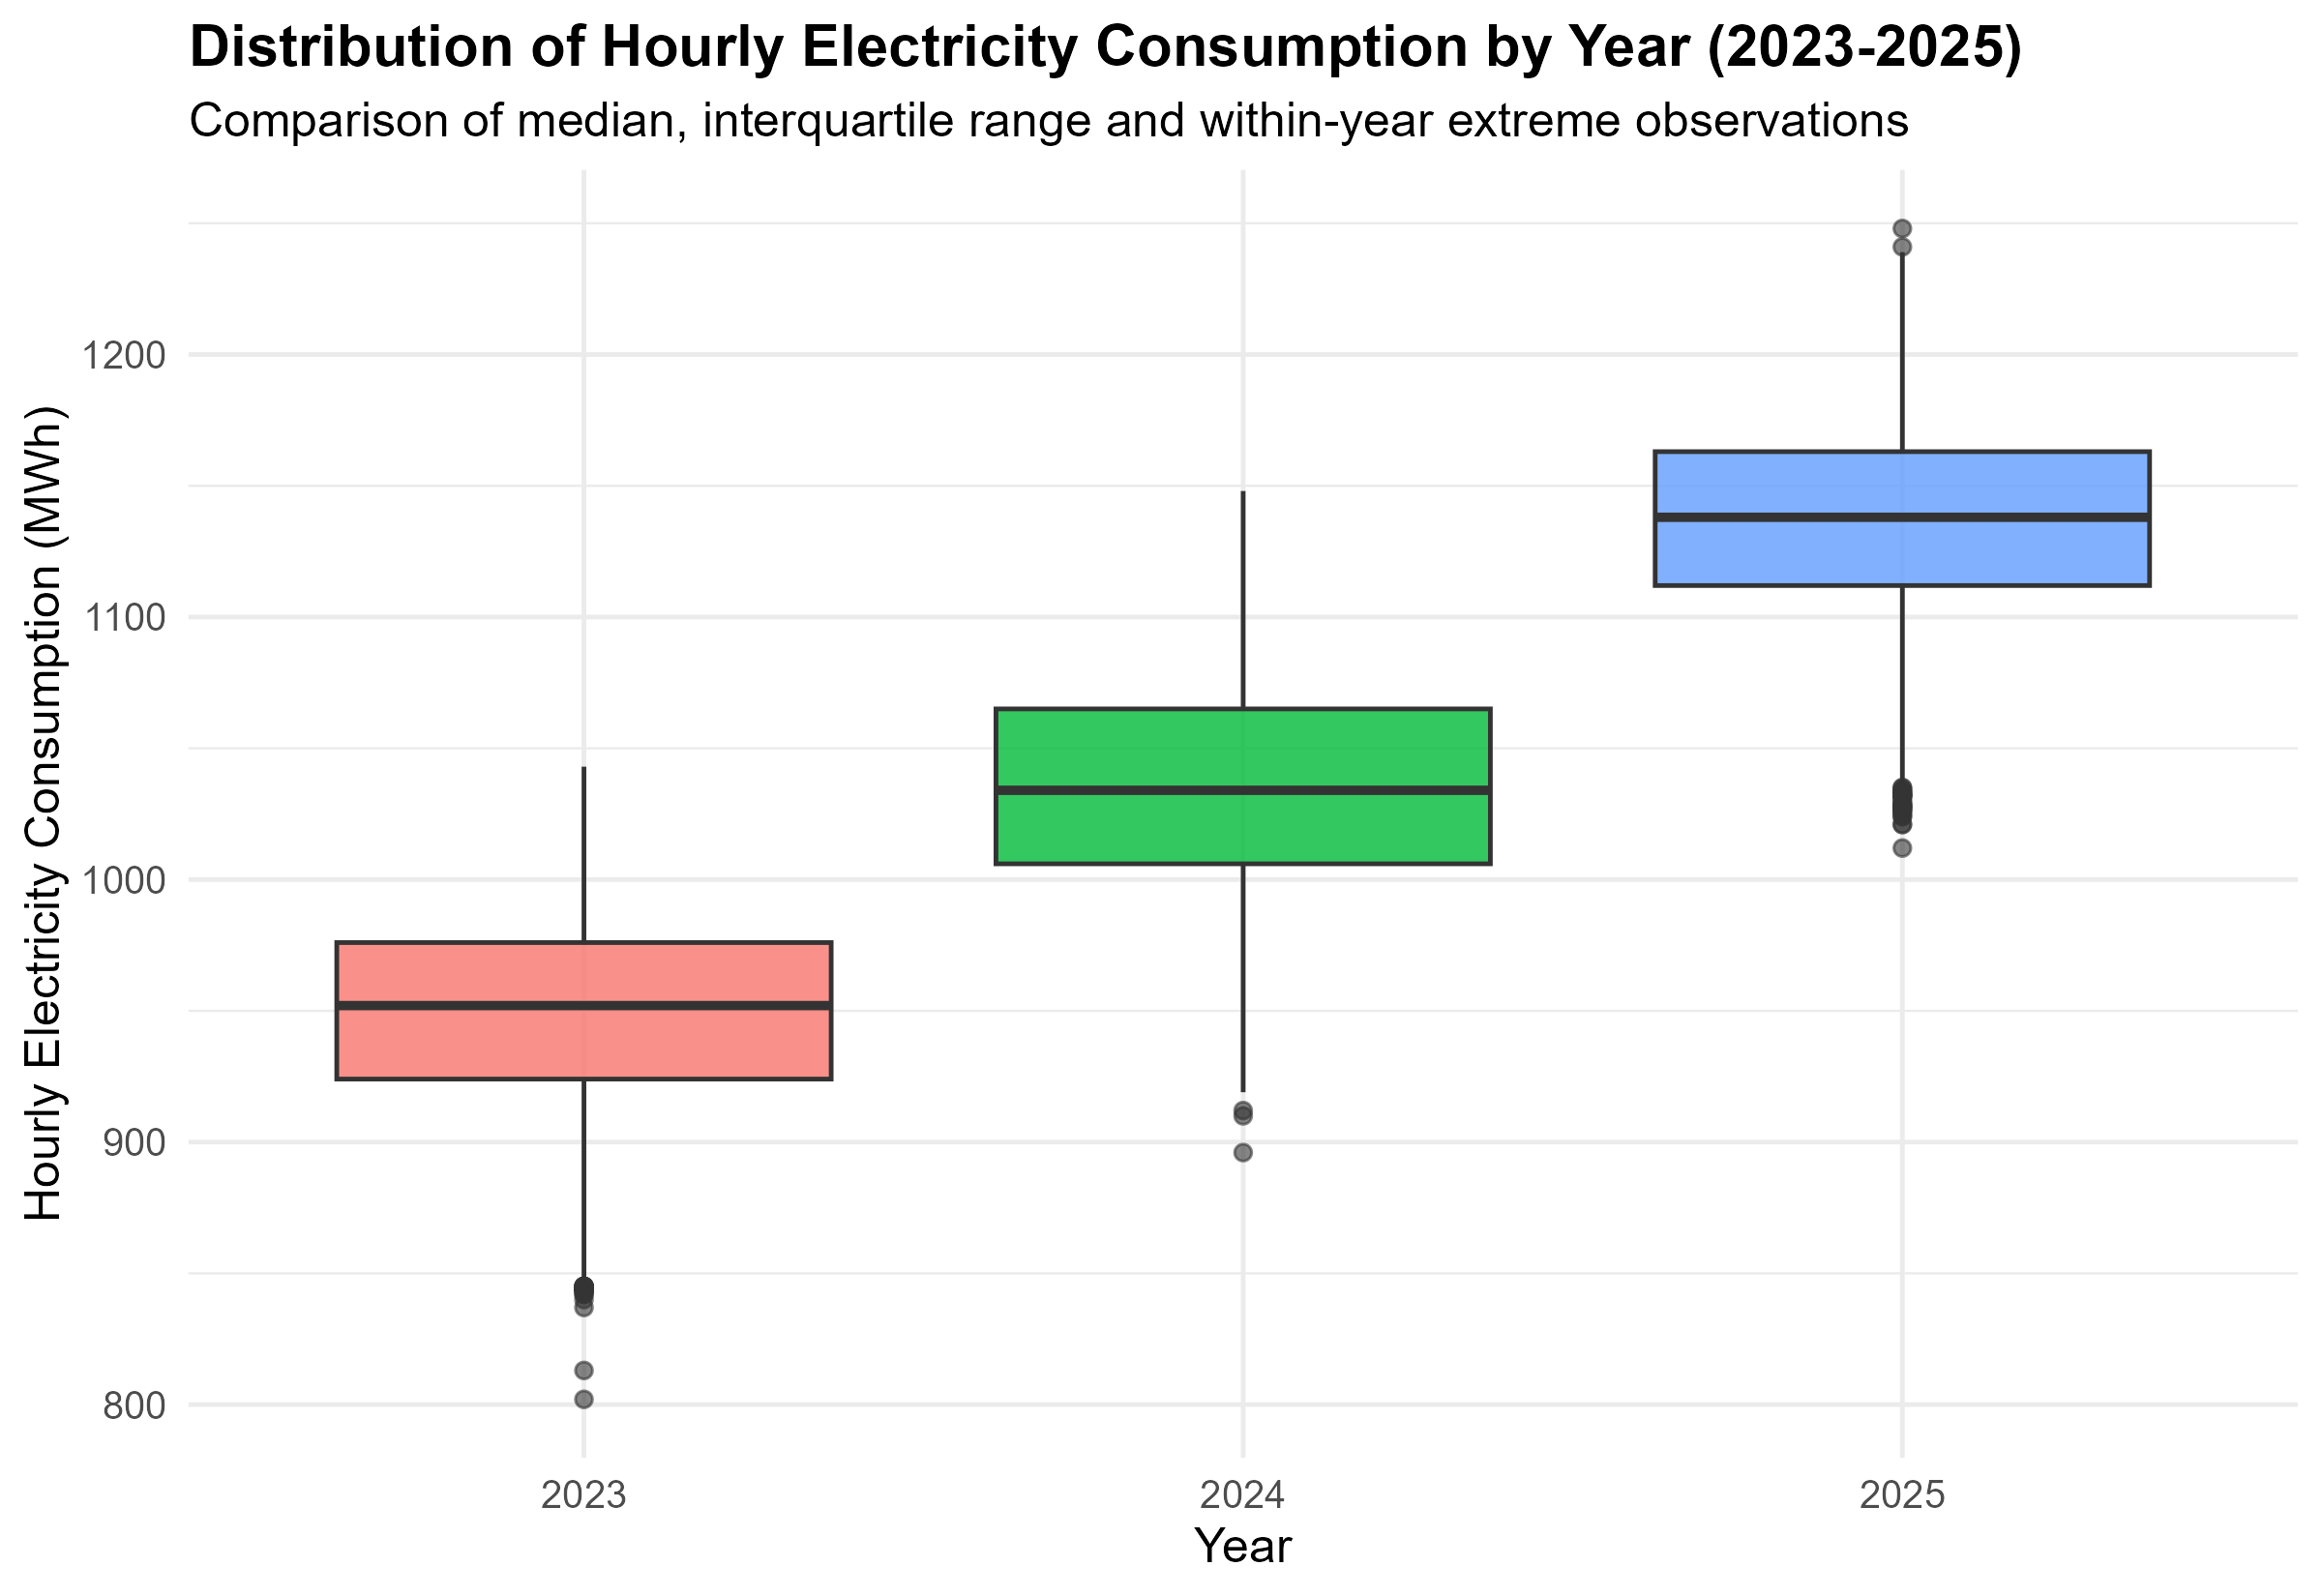 Distribution of Hourly Electricity Consumption by Year (2023-2025)
Comparison of median, interquartile range and within-year extreme observations
Hourly Electricity Consumption (MWh)
1200
1100
1000
900
800
2023
2024
2025
Year